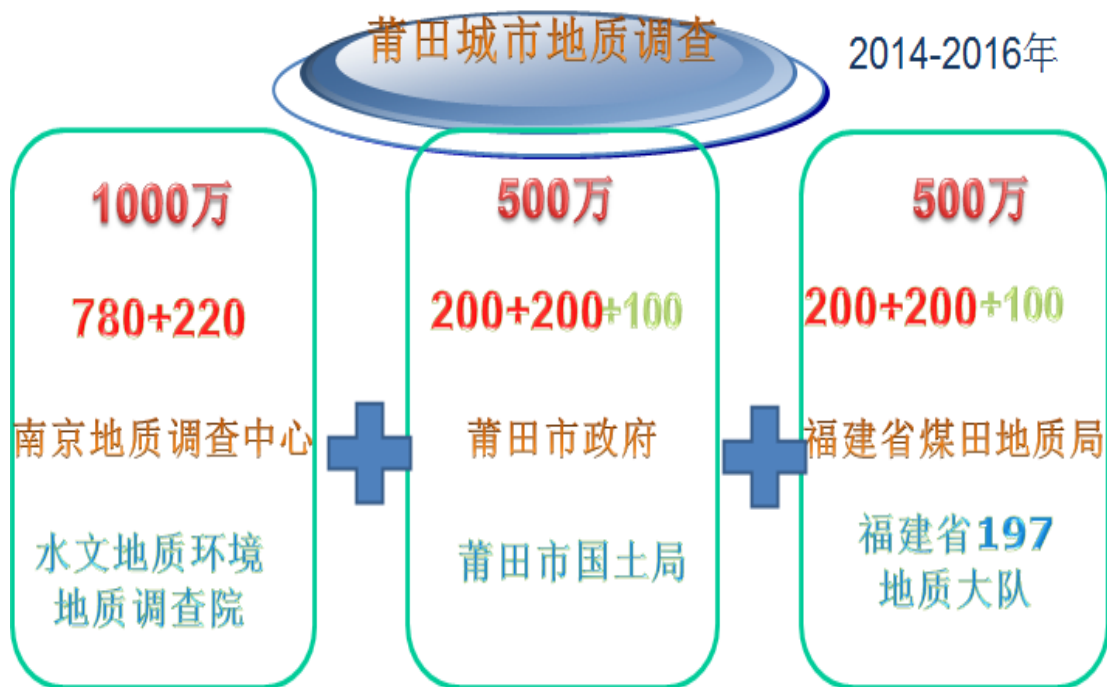 莆田城市地质调查
2014-2016年
1000万
780+220
南京地质调查中心
水文地质环境
地质调查院
500万
200+200+100
莆田市政府
莆田市国土局
500万
200+200+100
福建省煤田地质局
福建省197
地质大队